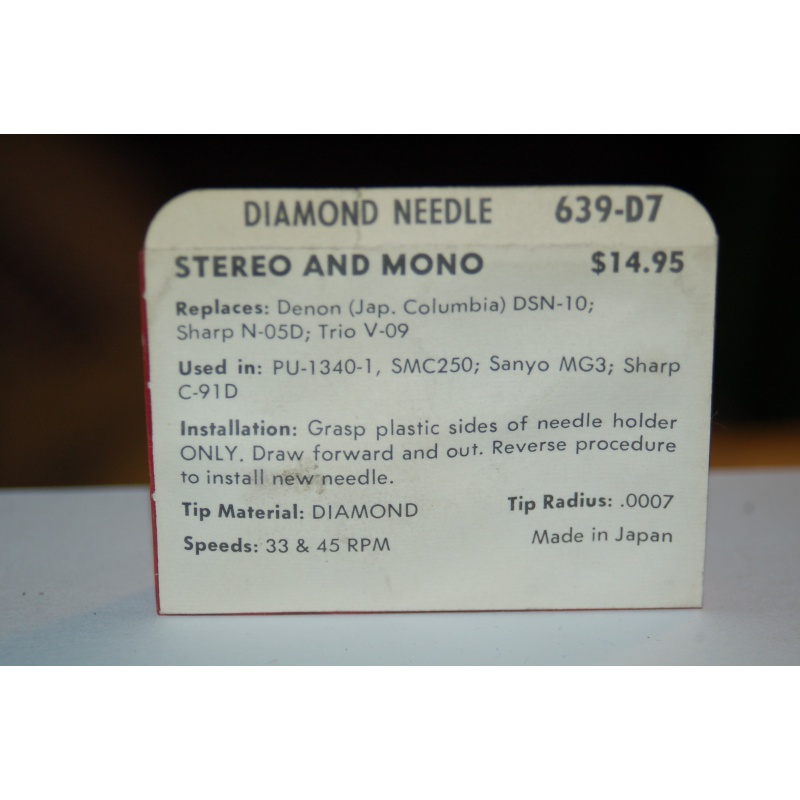 DIAMOND NEEDLE 639-D7
STEREO AND MONO $14.95
Replaces: Denon (Jap. Columbia) DSN-10;
Sharp N-05D; Trio V-09
Used in: PU-1340-1, SMC250; Sanyo MG3; Sharp
C-91D
Installation: Grasp plastic sides of needle holder
ONLY. Draw forward and out. Reverse procedure
to install new needle.
Tip Material: DIAMOND Tip Radius: .0007
Speeds: 33 & 45 RPM Made in Japan